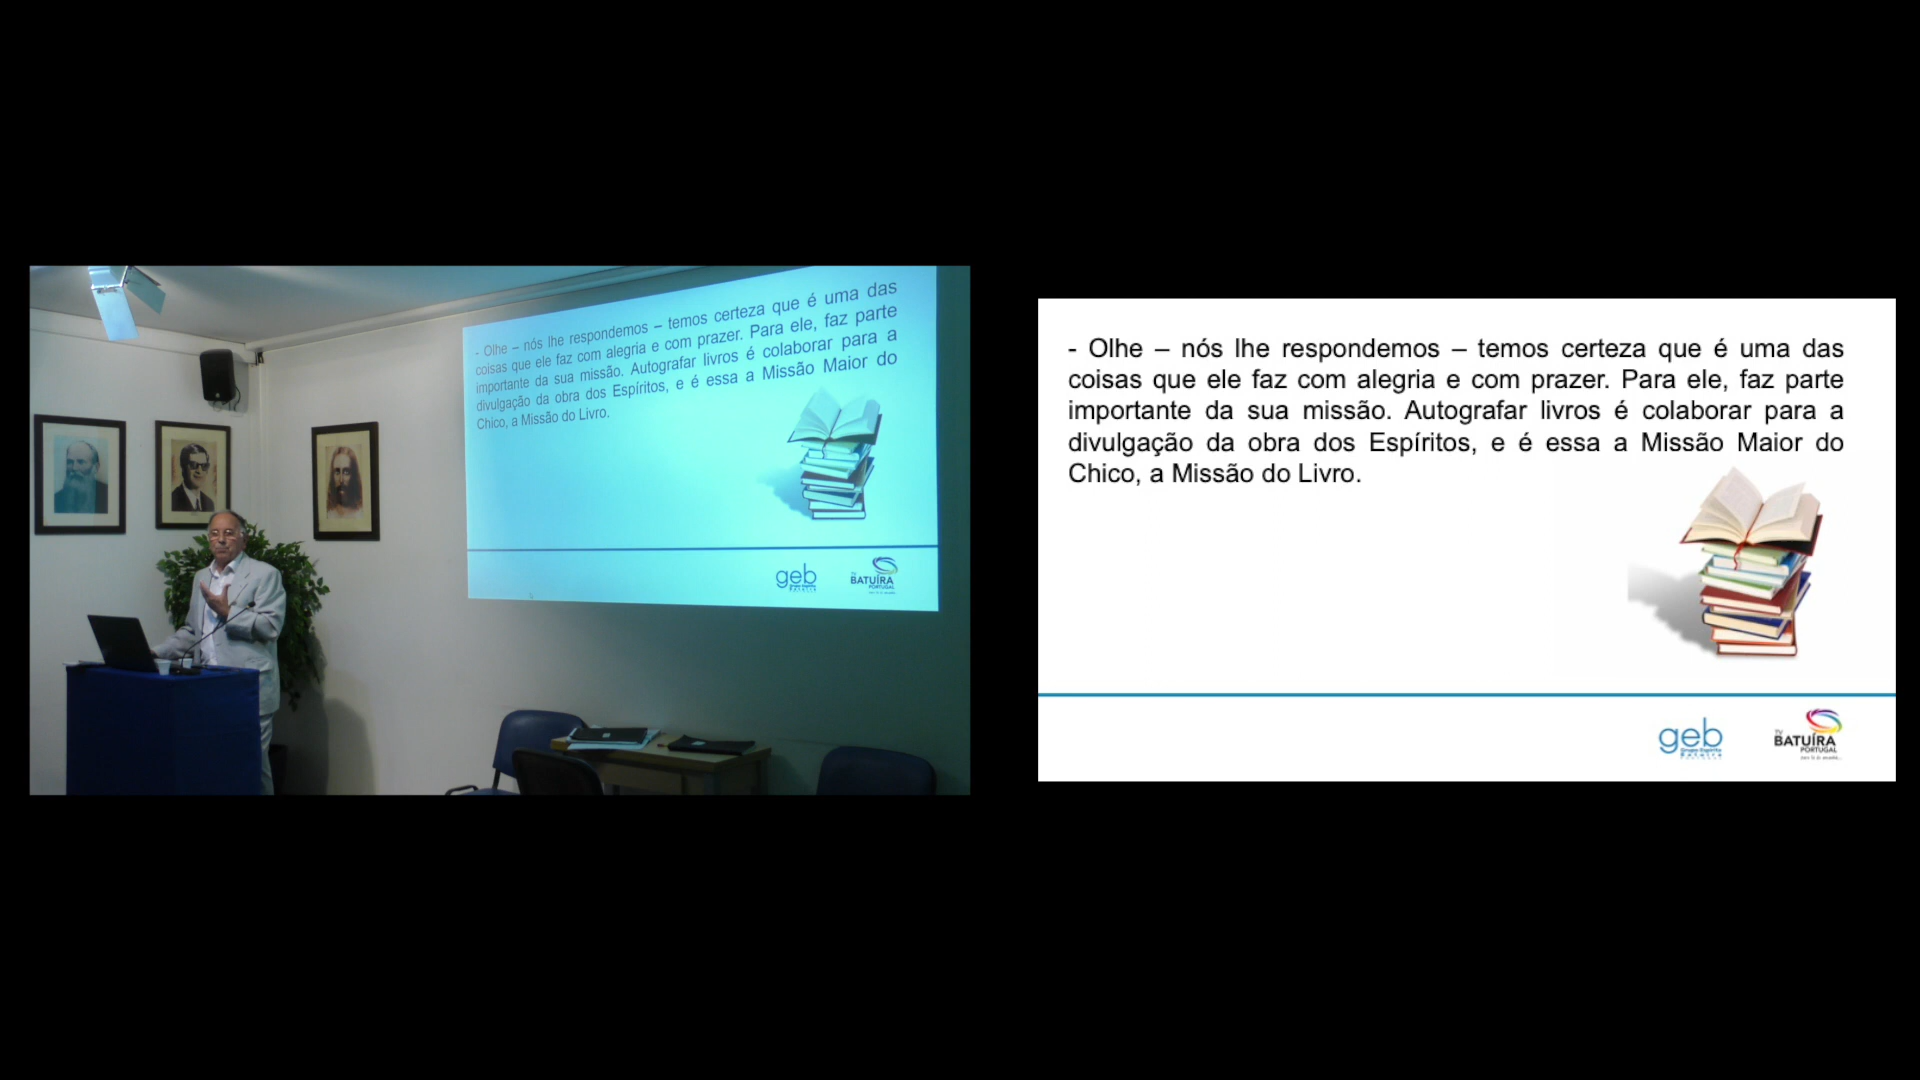 - Olhe – nós lhe respondemos – temos certeza que é uma das
coisas que ele faz com alegria e com prazer. Para ele, faz parte
importante da sua missão. Autografar livros é colaborar para a
divulgação da obra dos Espíritos, e é essa a Missão Maior do
Chico, a Missão do Livro.
geb
BATUÍRA
PORTUGAL
- Olhe – nós lhe respondemos – temos certeza que é uma das
coisas que ele faz com alegria e com prazer. Para ele, faz parte
importante da sua missão. Autografar livros é colaborar para a
divulgação da obra dos Espíritos, e é essa a Missão Maior do
Chico, a Missão do Livro.
geb
Grupo Espírita
Batuíra
TV
BATUÍRA
PORTUGAL